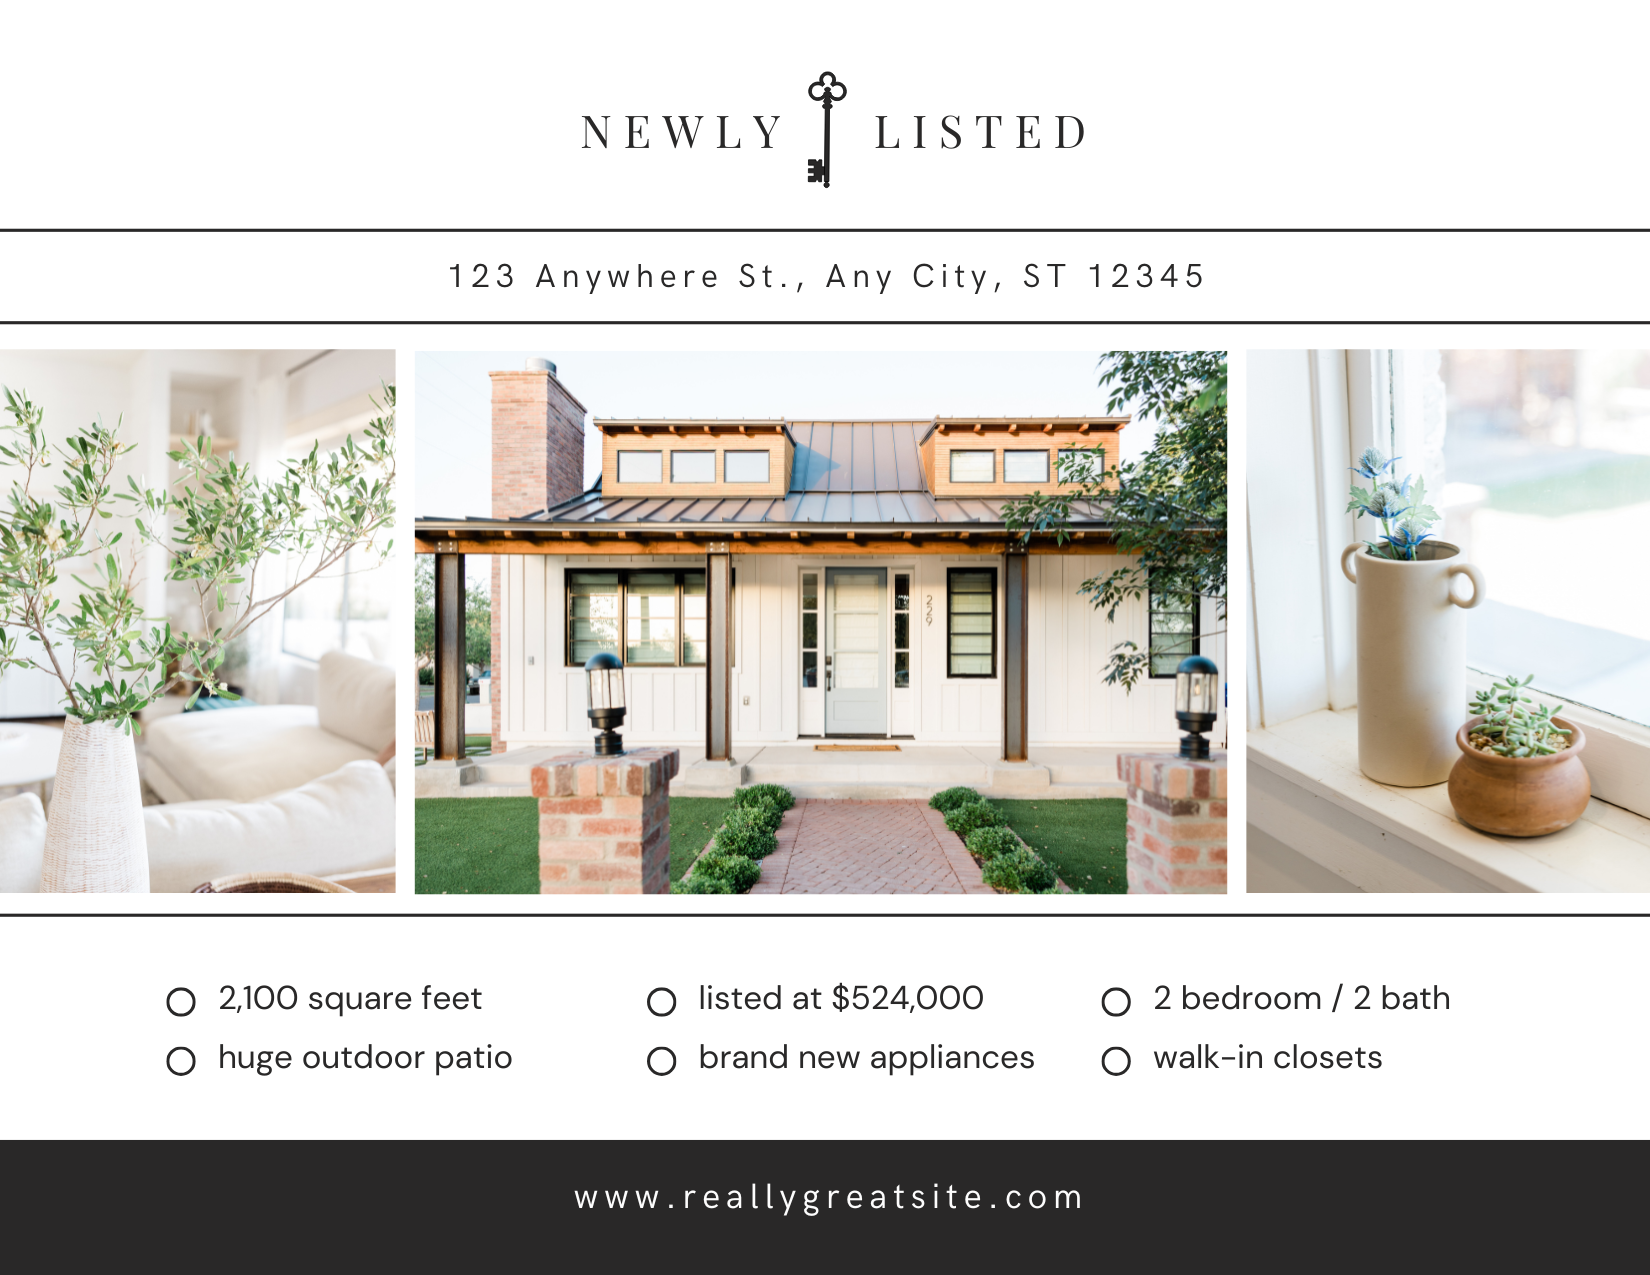 NEWLY LISTED
123 Anywhere St., Any City, ST 12345
229
2,100 square feet
listed at $524,000
2 bedroom / 2 bath
huge outdoor patio
brand new appliances
walk-in closets
www.reallygreatsite.com